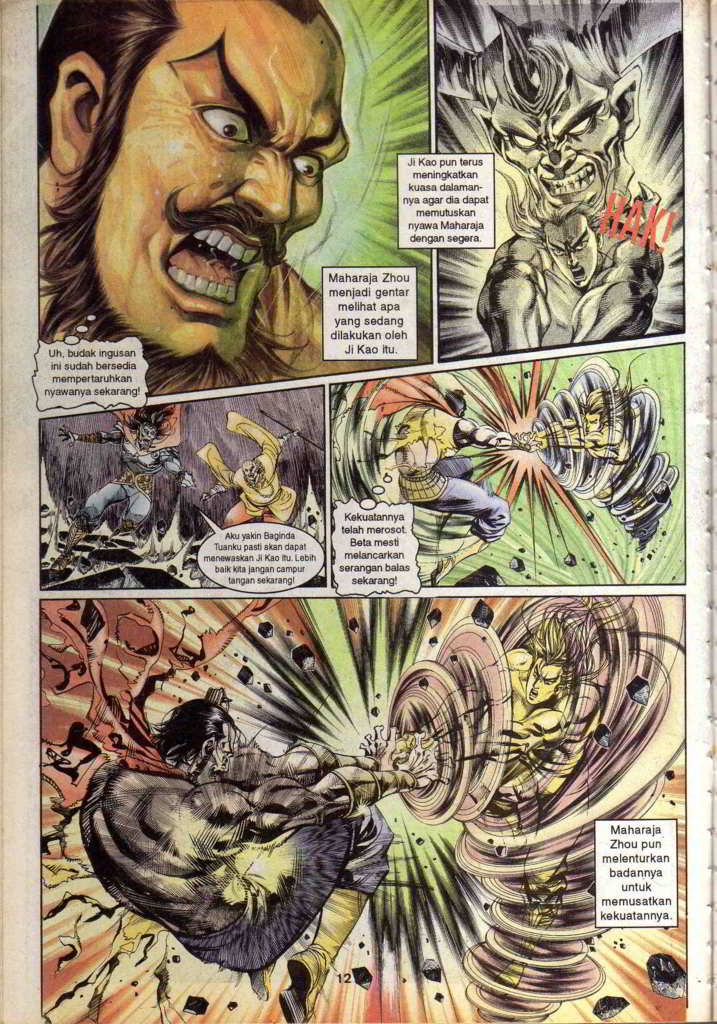 Maharaja Zhou
menjadi gentar
melihat apa
yang sedang
dilakukan oleh
Ji Kao itu.
Uh, budak ingusan
ini sudah bersedia
mempertaruhkan
nyawanya sekarang!
Ji Kao pun terus
meningkatkan
kuasa dalaman-
nya agar dia dapat
memutuskan
nyawa Maharaja
dengan segera.
HAK!
Aku yakin Baginda
Tuanku pasti akan dapat
menewaskan Ji Kao itu. Lebih
baik kita jangan campur
tangan sekarang!
Kekuatannya
telah merosot.
Beta mesti
melancarkan
serangan balas
sekarang!
Maharaja
Zhou pun
melenturkan
badannya
untuk
memusatkan
kekuatannya.
12